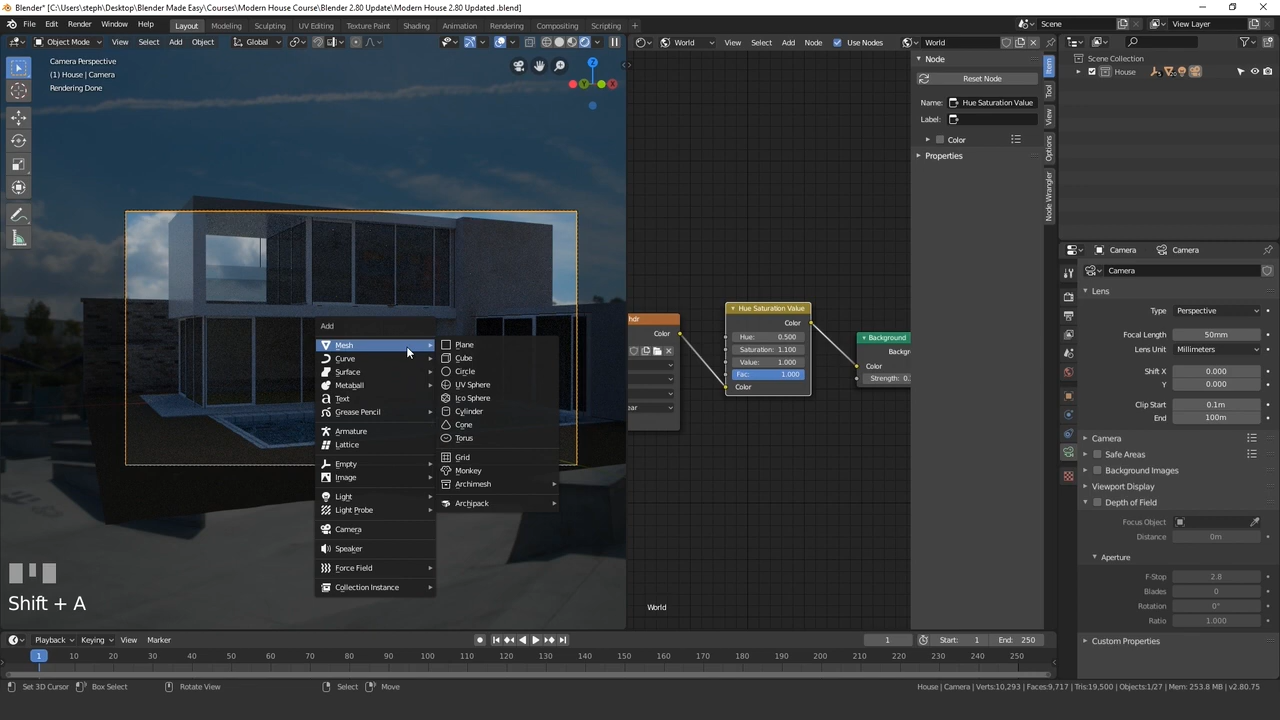 Blender* [C:\Users\steph\Desktop\Blender Made Easy\Courses\Modern House Course\Blender 2.80 Update\Modern House 2.80 Updated .blend]
File Edit Render Window Help Layout Modeling Sculpting UV Editing Texture Paint Shading Animation Rendering Compositing Scripting + Scene View Layer
Object Mode View Select Add Object Global World View Select Add Node Use Nodes World
Camera Perspective
(1) House | Camera
Rendering Done
Z
Y
Node
Reset Node
Name: Hue Saturation Value
Label:
Color
Properties
Item
Tool
View
Options
Node Wrangler
Scene Collection
House
Add
Mesh
Curve
Surface
Metaball
Text
Grease Pencil
Armature
Lattice
Empty
Image
Light
Light Probe
Camera
Speaker
Force Field
Collection Instance
Plane
Cube
Circle
UV Sphere
Ico Sphere
Cylinder
Cone
Torus
Grid
Monkey
Archimesh
Archipack
hdr
Color
ear
Hue Saturation Value
Color
Hue: 0.500
Saturation: 1.100
Value: 1.000
Fac: 1.000
Color
Background
Backgr
Color
Strength: 0.
World
Shift + A
Camera Camera
Camera
Lens
Type Perspective
Focal Length 50mm
Lens Unit Millimeters
Shift X 0.000
Y 0.000
Clip Start 0.1m
End 100m
Camera
Safe Areas
Background Images
Viewport Display
Depth of Field
Focus Object
Distance 0m
Aperture
F-Stop 2.8
Blades 0
Rotation 0°
Ratio 1.000
Custom Properties
Playback Keying View Marker 1 Start: 1 End: 250
1 10 20 30 40 50 60 70 80 90 100 110 120 130 140 150 160 170 180 190 200 210 220 230 240 250
Set 3D Cursor Box Select Rotate View Select Move House | Camera | Verts:10,293 | Faces:9,717 | Tris:19,500 | Objects:1/27 | Mem: 253.8 MB | v2.80.75